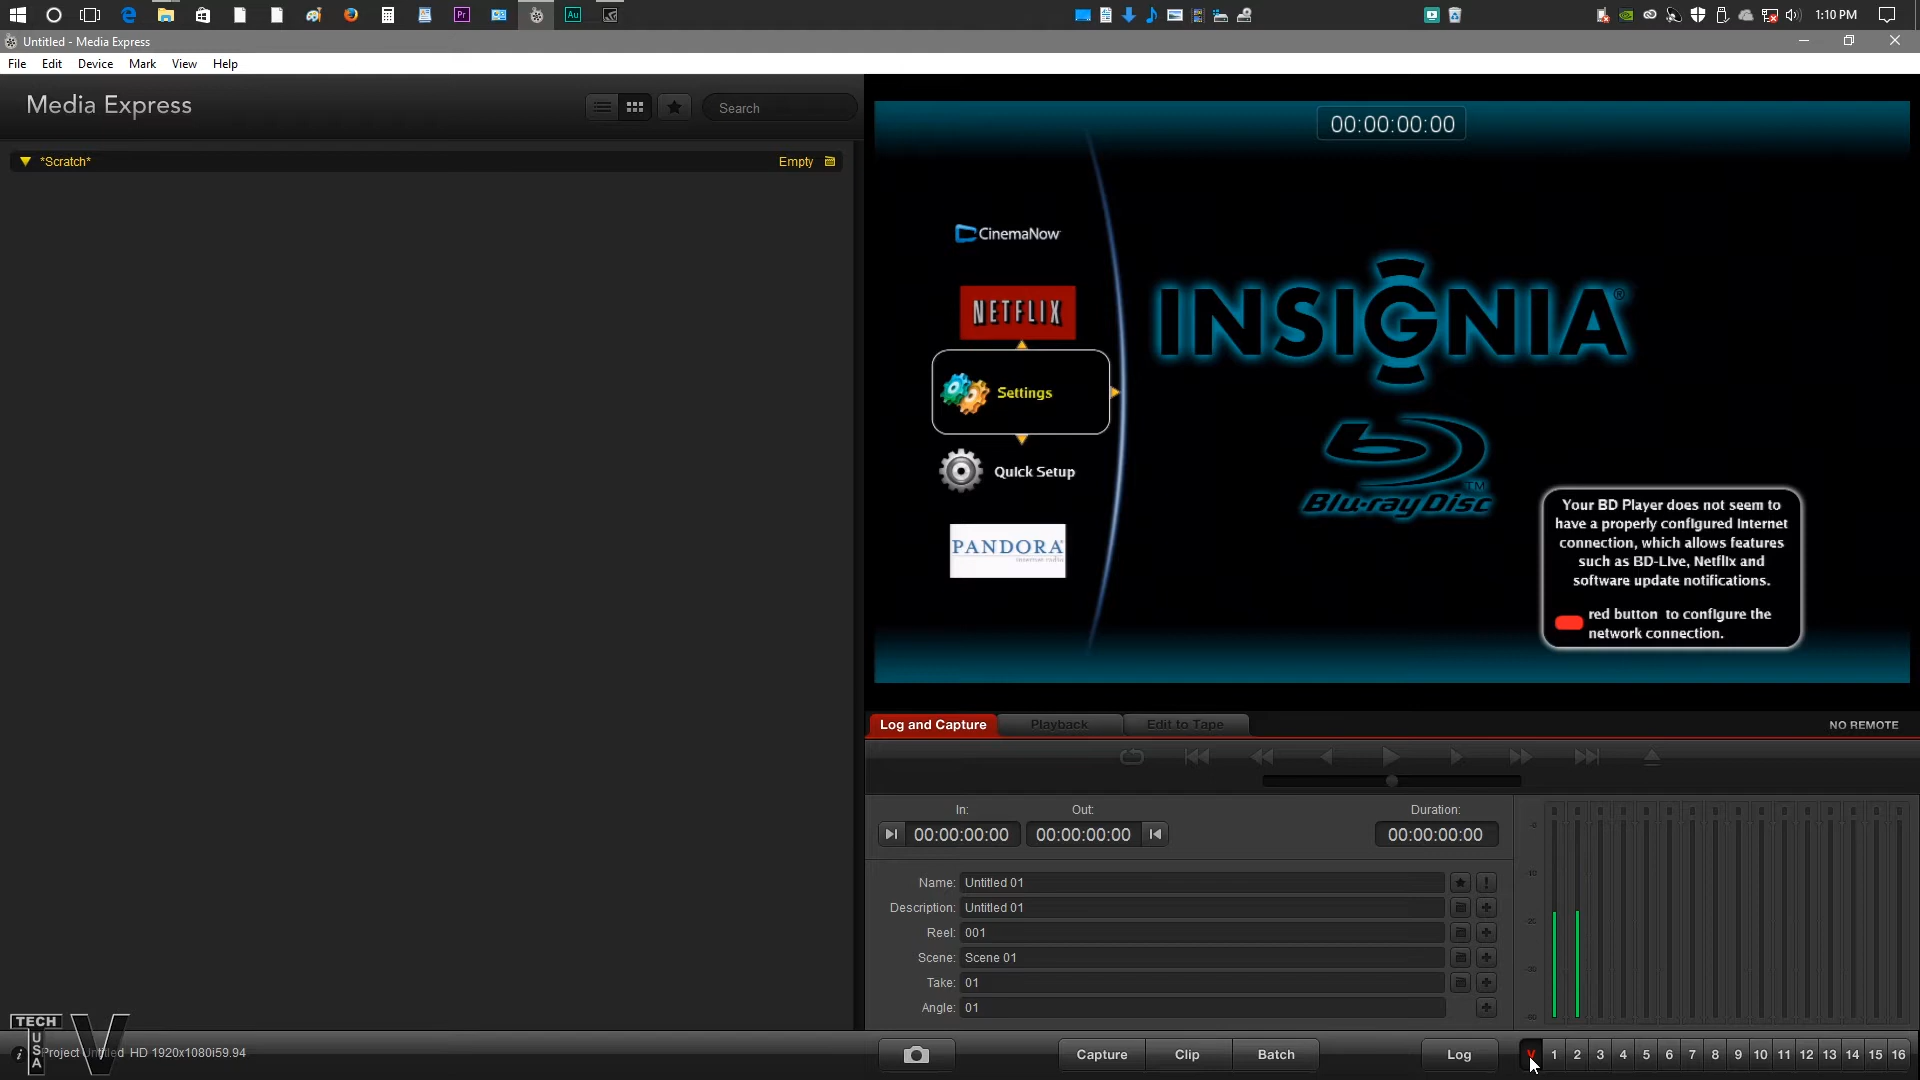 1:10 PM
Untitled - Media Express
File Edit Device Mark View Help
Media Express
Search
*Scratch* Empty
00:00:00:00
CinemaNow
NETFLIX
INSIGNIA®
Settings
Quick Setup
Blu-ray Disc™
PANDORA®
internet radio
Your BD Player does not seem to
have a properly configured Internet
connection, which allows features
such as BD-Live, Netflix and
software update notifications.
red button to configure the
network connection.
Log and Capture Playback Edit to Tape NO REMOTE
In: Out: Duration:
00:00:00:00 00:00:00:00 00:00:00:00
Name: Untitled 01
Description: Untitled 01
Reel: 001
Scene: Scene 01
Take: 01
Angle: 01
TECH
USA
TV
Project Untitled HD 1920x1080i59.94
Capture Clip Batch Log V 1 2 3 4 5 6 7 8 9 10 11 12 13 14 15 16